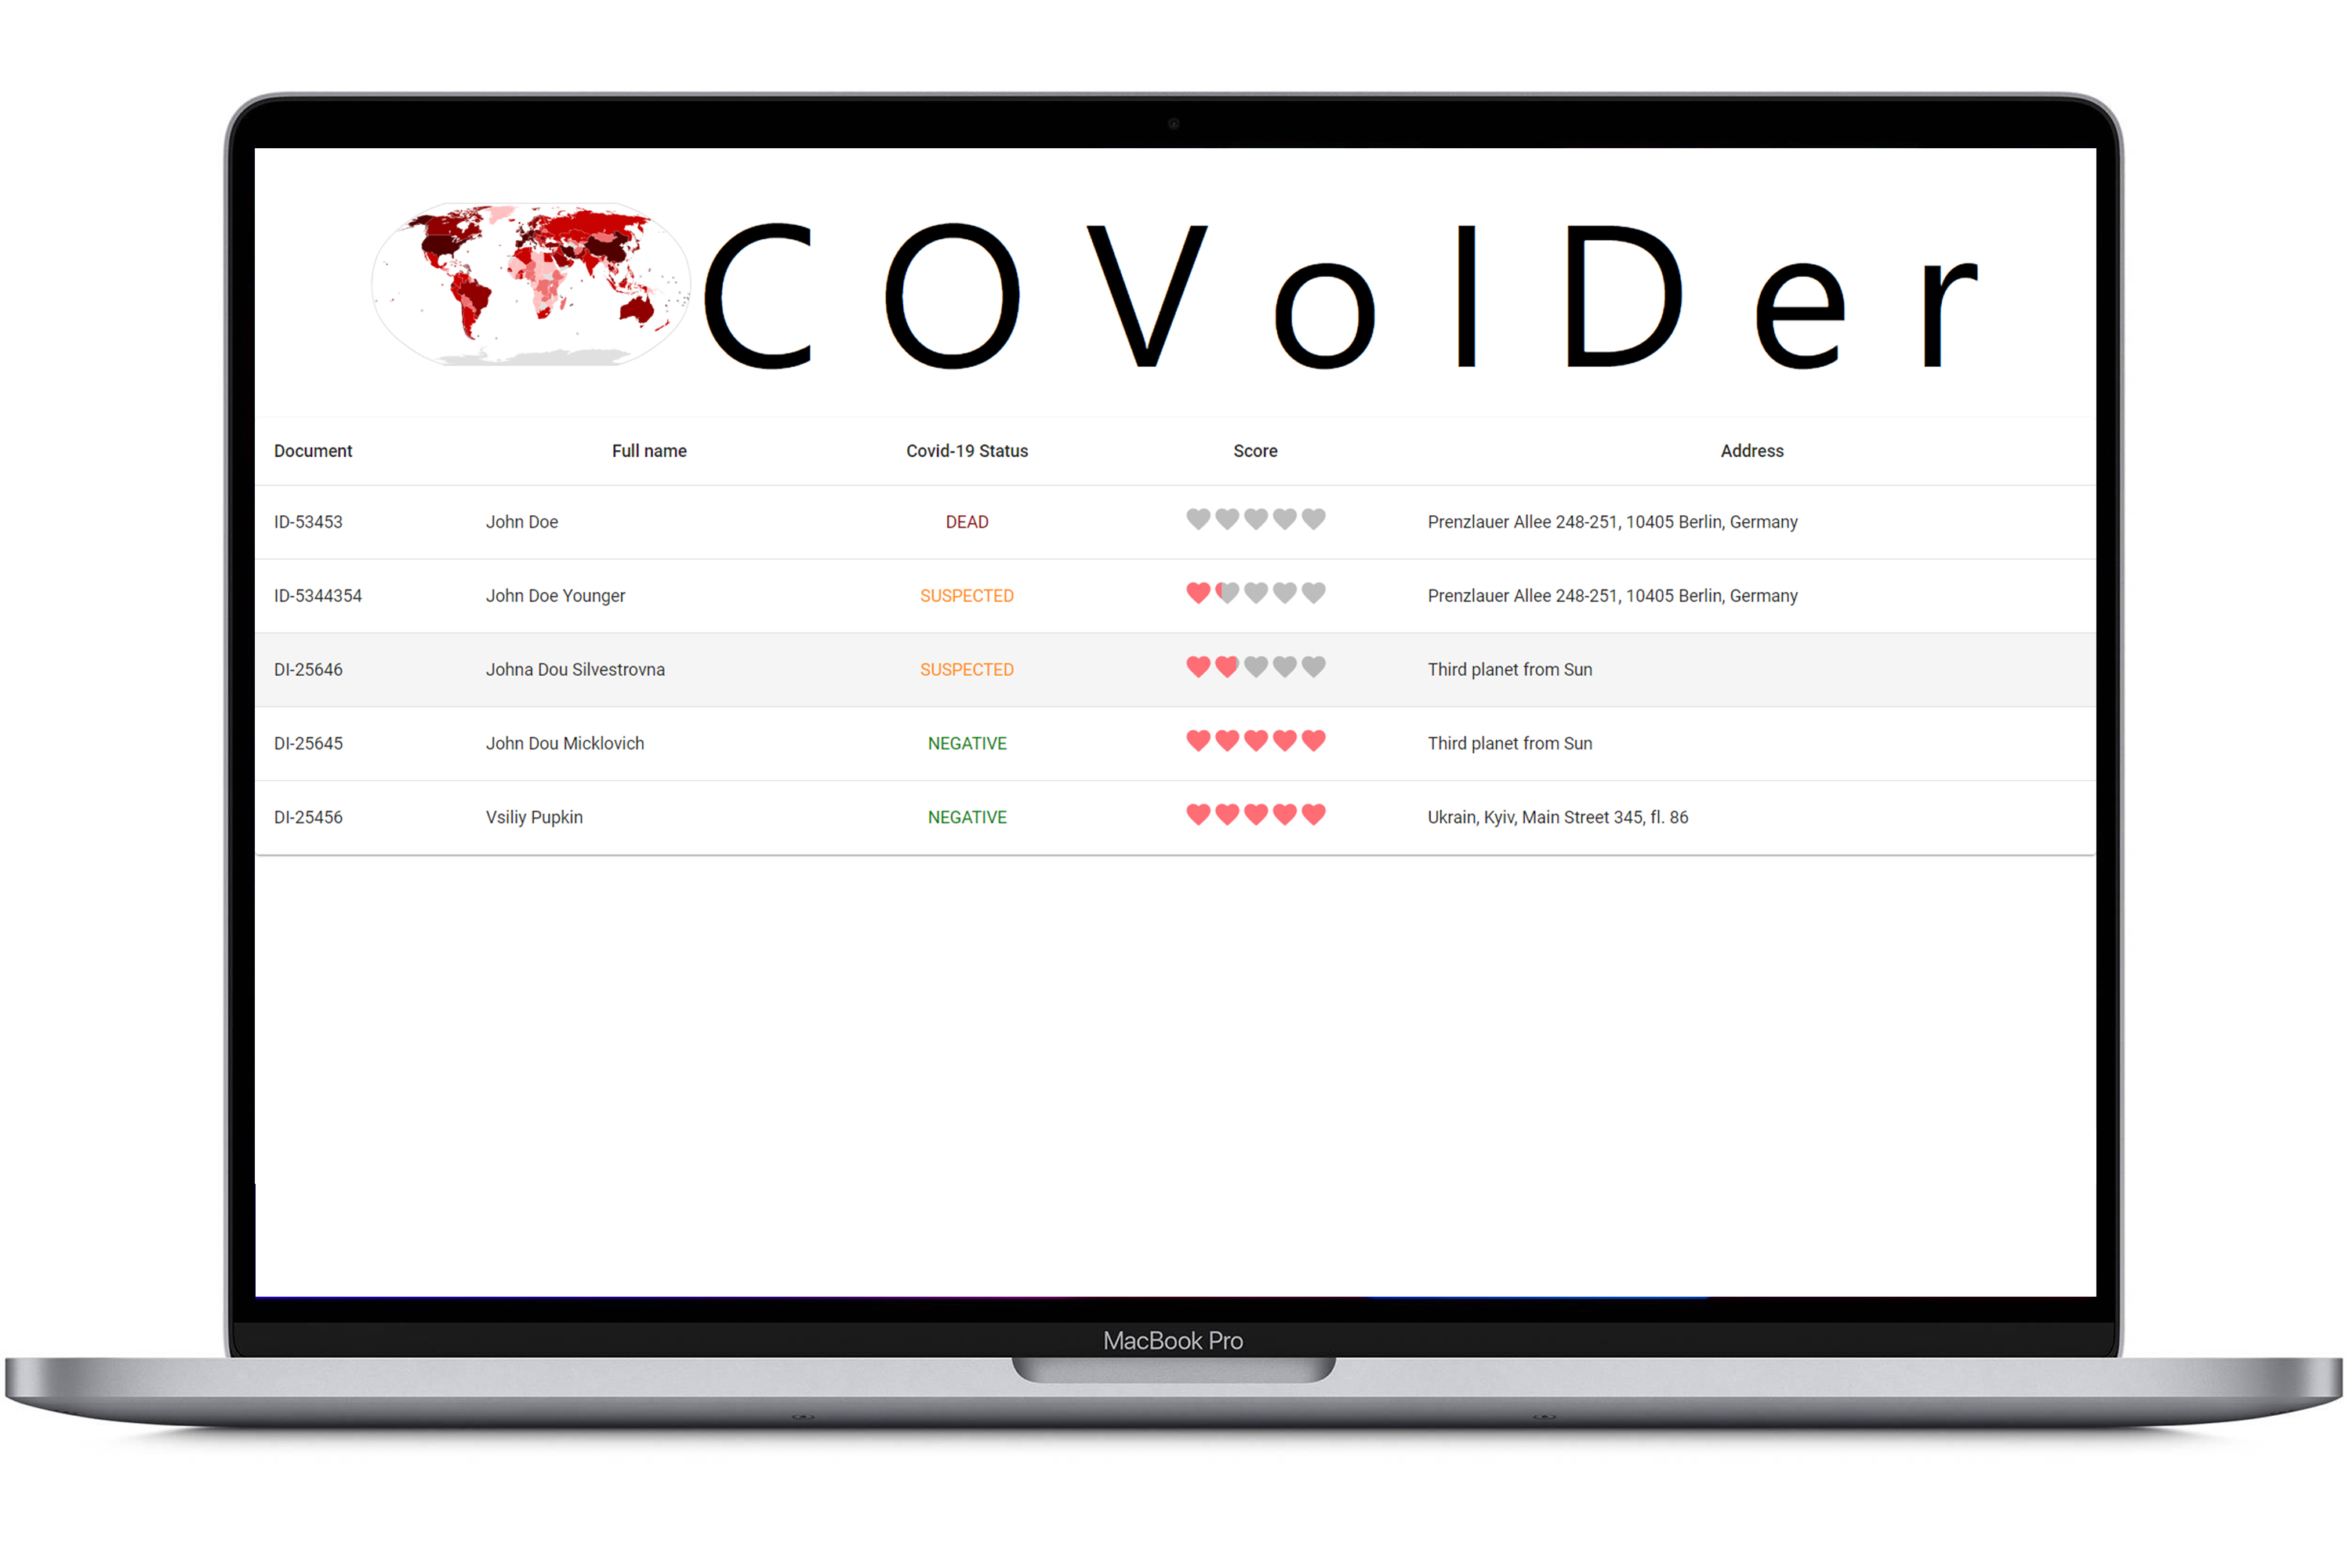 COVoIDer
Document Full name Covid-19 Status Score Address
ID-53453 John Doe DEAD Prenzlauer Allee 248-251, 10405 Berlin, Germany
ID-5344354 John Doe Younger SUSPECTED Prenzlauer Allee 248-251, 10405 Berlin, Germany
DI-25646 Johna Dou Silvestrovna SUSPECTED Third planet from Sun
DI-25645 John Dou Micklovich NEGATIVE Third planet from Sun
DI-25456 Vsiliy Pupkin NEGATIVE Ukrain, Kyiv, Main Street 345, fl. 86
MacBook Pro